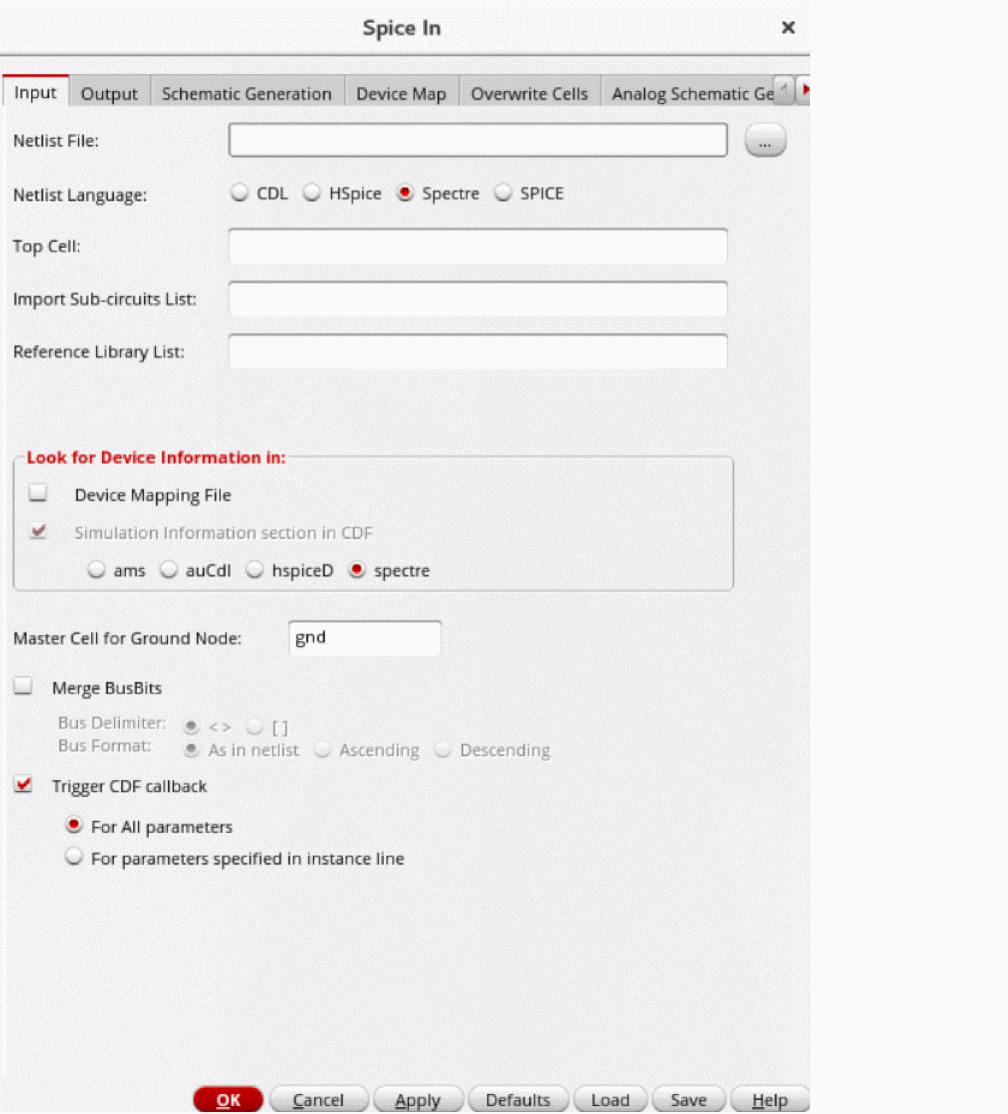 Spice In
Input Output Schematic Generation Device Map Overwrite Cells Analog Schematic Ge
Netlist File:
...
Netlist Language: CDL HSpice Spectre SPICE
Top Cell:
Import Sub-circuits List:
Reference Library List:
Look for Device Information in:
Device Mapping File
Simulation Information section in CDF
ams auCdl hspiceD spectre
Master Cell for Ground Node: gnd
Merge BusBits
Bus Delimiter: <> []
Bus Format: As in netlist Ascending Descending
Trigger CDF callback
For All parameters
For parameters specified in instance line
OK Cancel Apply Defaults Load Save Help